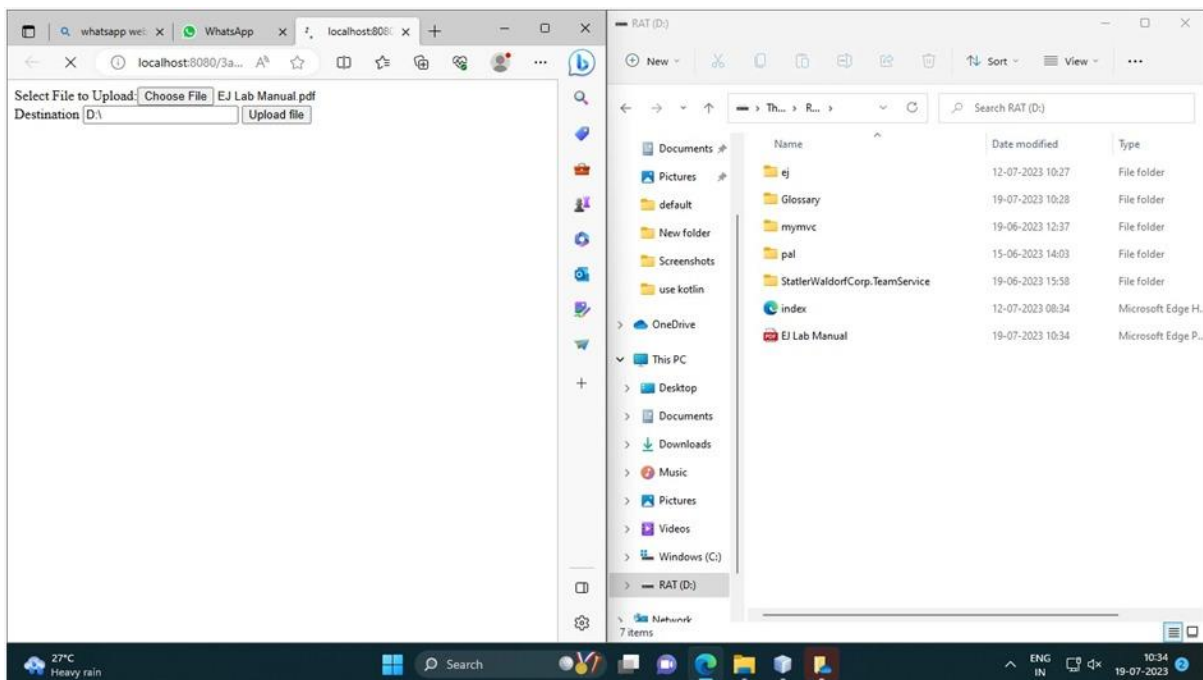 whatsapp wel
WhatsApp
localhost:808
localhost:8080/3a...
Select File to Upload: Choose File EJ Lab Manual.pdf
Destination D:\ Upload file
RAT (D:)
New
Sort
View
Th...
R...
Search RAT (D:)
Documents
Pictures
default
New folder
Screenshots
use kotlin
OneDrive
This PC
Desktop
Documents
Downloads
Music
Pictures
Videos
Windows (C:)
RAT (D:)
Network
Name Date modified Type
ej 12-07-2023 10:27 File folder
Glossary 19-07-2023 10:28 File folder
mymvc 19-06-2023 12:37 File folder
pal 15-06-2023 14:03 File folder
StatlerWaldorfCorp.TeamService 19-06-2023 15:58 File folder
index 12-07-2023 08:34 Microsoft Edge H...
EJ Lab Manual 19-07-2023 10:34 Microsoft Edge P...
7 items
27°C
Heavy rain
Search
ENG
IN
10:34
19-07-2023